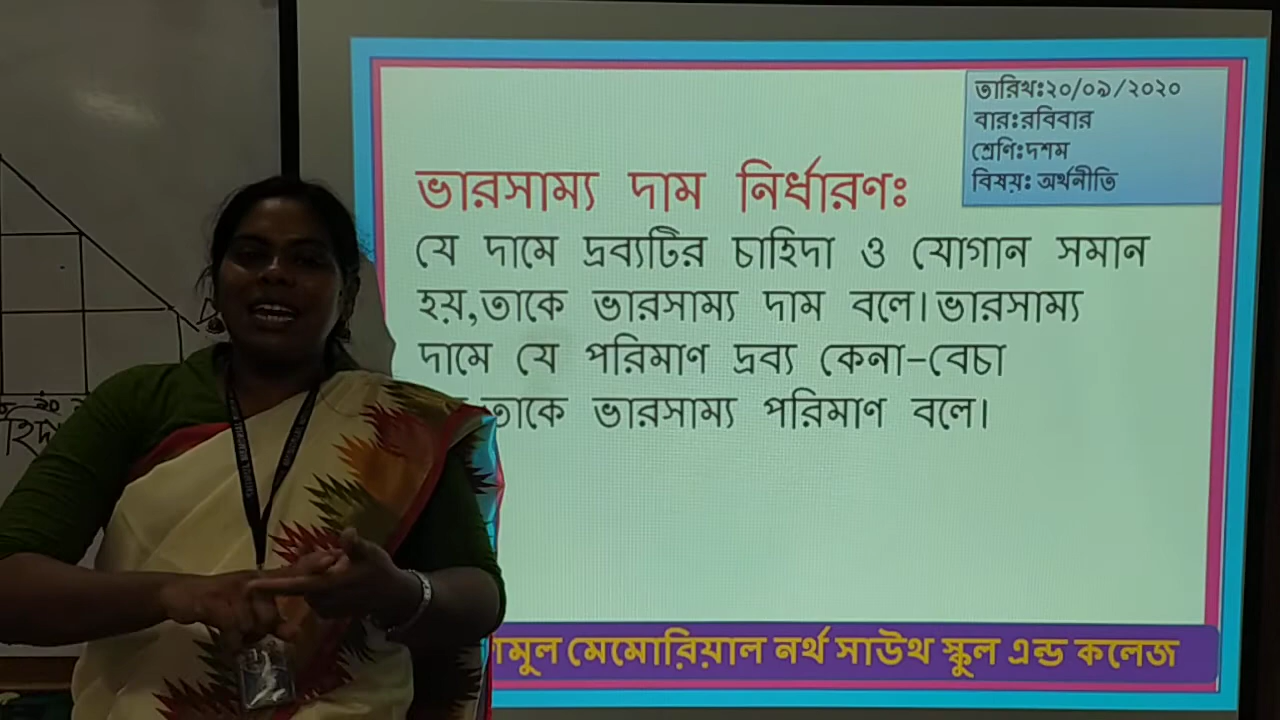 তারিখঃ২০/০৯/২০২০
বারঃরবিবার
শ্রেণিঃদশম
বিষয়ঃ অর্থনীতি
ভারসাম্য দাম নির্ধারণঃ
যে দামে দ্রব্যটির চাহিদা ও যোগান সমান
হয়,তাকে ভারসাম্য দাম বলে।ভারসাম্য
দামে যে পরিমাণ দ্রব্য কেনা-বেচা
তাকে ভারসাম্য পরিমাণ বলে।
মেমোরিয়াল নর্থ সাউথ স্কুল এন্ড কলেজ